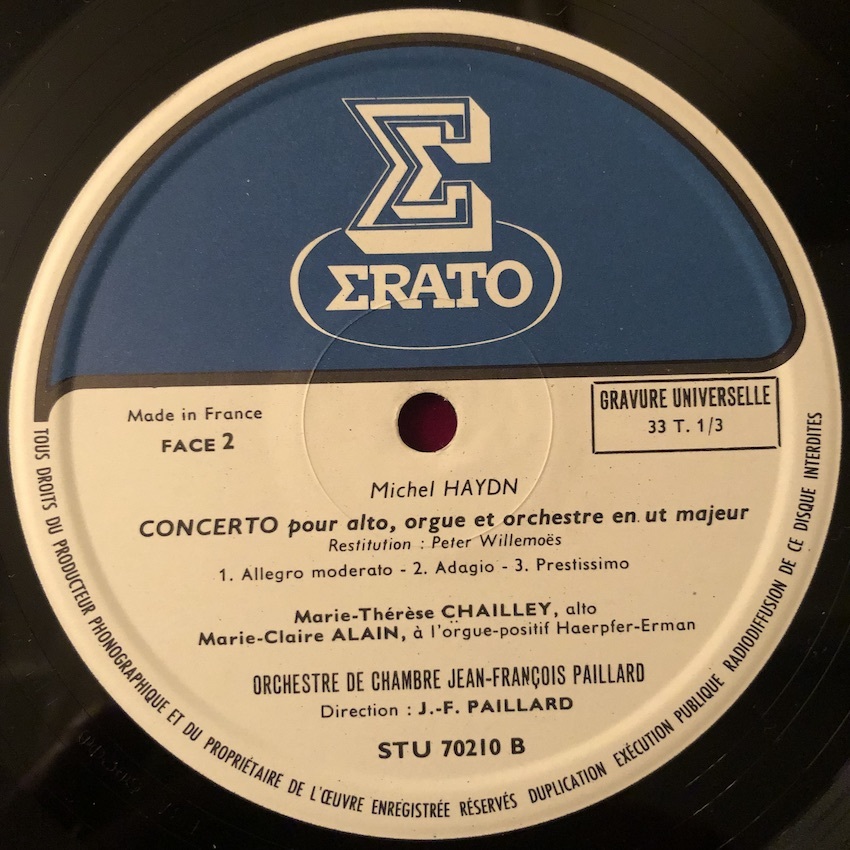 Σ
ΣRATO
Made in France
FACE 2
GRAVURE UNIVERSELLE
33 T. 1/3
Michel HAYDN
CONCERTO pour alto, orgue et orchestre en ut majeur
Restitution : Peter Willemoës
1. Allegro moderato - 2. Adagio - 3. Prestissimo
Marie-Thérèse CHAILLEY, alto
Marie-Claire ALAIN, à l'orgue-positif Haerpfer-Erman
ORCHESTRE DE CHAMBRE JEAN-FRANÇOIS PAILLARD
Direction : J.-F. PAILLARD
STU 70210 B
TOUS DROITS DU PRODUCTEUR PHONOGRAPHIQUE ET DU PROPRIÉTAIRE DE L'ŒUVRE ENREGISTRÉE RÉSERVÉS DUPLICATION EXÉCUTION PUBLIQUE RADIODIFFUSION DE CE DISQUE INTERDITES